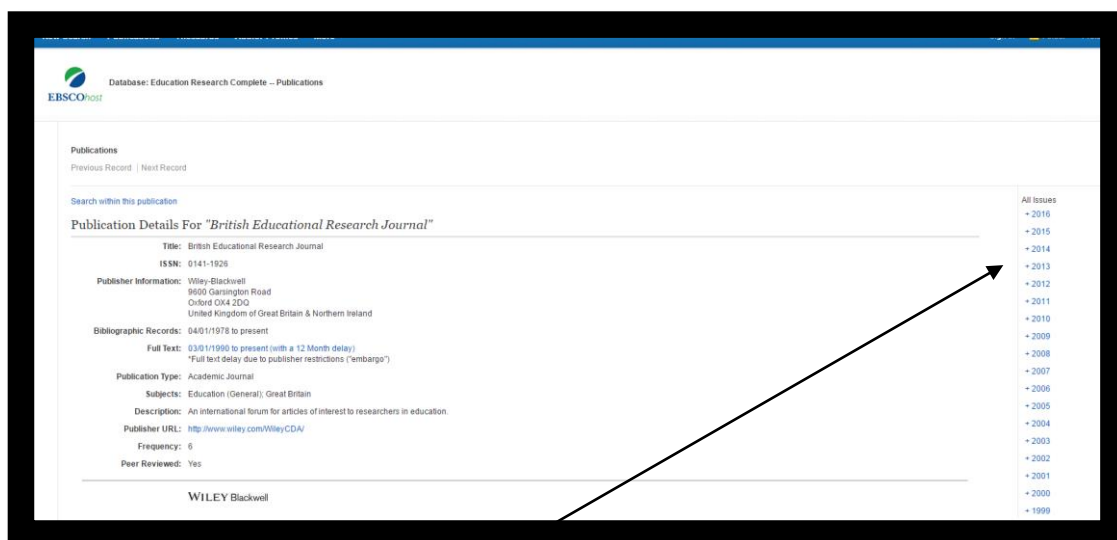 Database: Education Research Complete -- Publications
EBSCOhost
Publications
Previous Record | Next Record
Search within this publication
Publication Details For "British Educational Research Journal"
Title: British Educational Research Journal
ISSN: 0141-1926
Publisher Information: Wiley-Blackwell
9600 Garsington Road
Oxford OX4 2DQ
United Kingdom of Great Britain & Northern Ireland
Bibliographic Records: 04/01/1978 to present
Full Text: 03/01/1990 to present (with a 12 Month delay)
*Full text delay due to publisher restrictions ("embargo")
Publication Type: Academic Journal
Subjects: Education (General); Great Britain
Description: An international forum for articles of interest to researchers in education.
Publisher URL: http://www.wiley.com/WileyCDA/
Frequency: 6
Peer Reviewed: Yes
WILEY Blackwell
All Issues
+ 2016
+ 2015
+ 2014
+ 2013
+ 2012
+ 2011
+ 2010
+ 2009
+ 2008
+ 2007
+ 2006
+ 2005
+ 2004
+ 2003
+ 2002
+ 2001
+ 2000
+ 1999